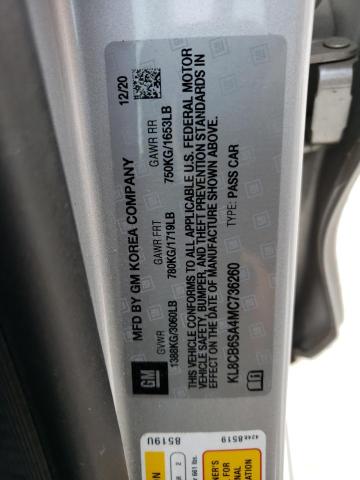 MFD BY GM KOREA COMPANY 12/20
GVWR GAWR FRT GAWR RR
1388KG/3060LB 780KG/1719LB 750KG/1653LB
THIS VEHICLE CONFORMS TO ALL APPLICABLE U.S. FEDERAL MOTOR
VEHICLE SAFETY, BUMPER, AND THEFT PREVENTION STANDARDS IN
EFFECT ON THE DATE OF MANUFACTURE SHOWN ABOVE.
KL8CB6SA4MC736260 TYPE: PASS CAR
GM
8519U
4248519
2